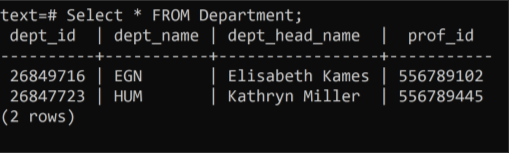 text=# Select * FROM Department;
 dept_id  | dept_name | dept_head_name  |  prof_id
----------+-----------+-----------------+-----------
 26849716 | EGN       | Elisabeth Kames | 556789102
 26847723 | HUM       | Kathryn Miller  | 556789445
(2 rows)